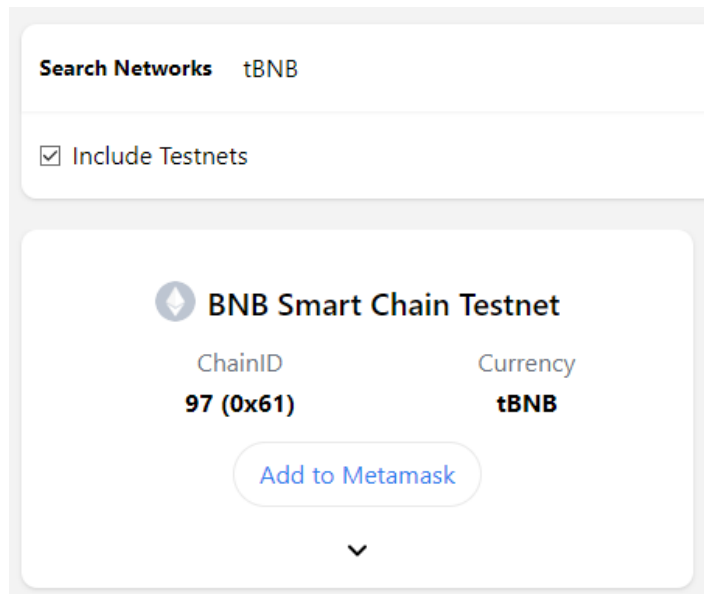 Search Networks tBNB
Include Testnets
BNB Smart Chain Testnet
ChainID Currency
97 (0x61) tBNB
Add to Metamask